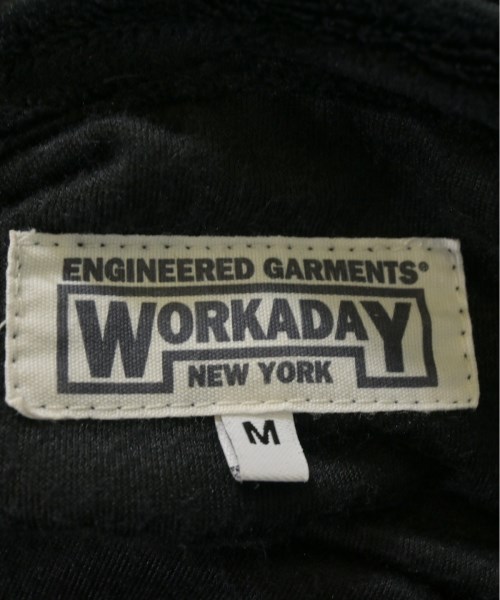 ENGINEERED GARMENTS®
WORKADAY
NEW YORK
M